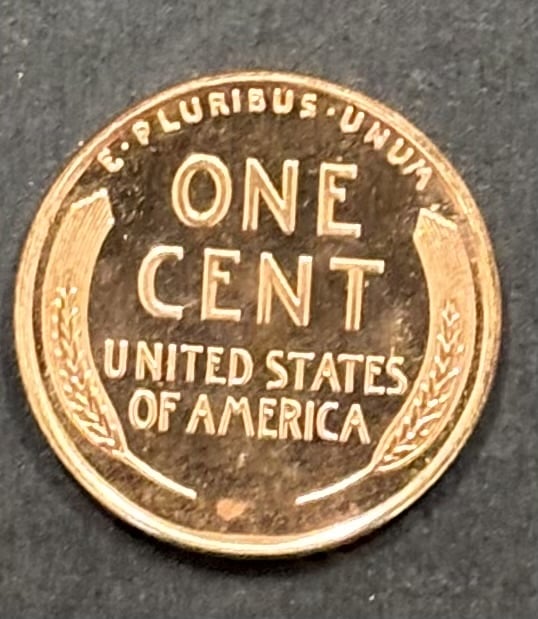 E·PLURIBUS·UNUM
ONE
CENT
UNITED STATES
OF AMERICA